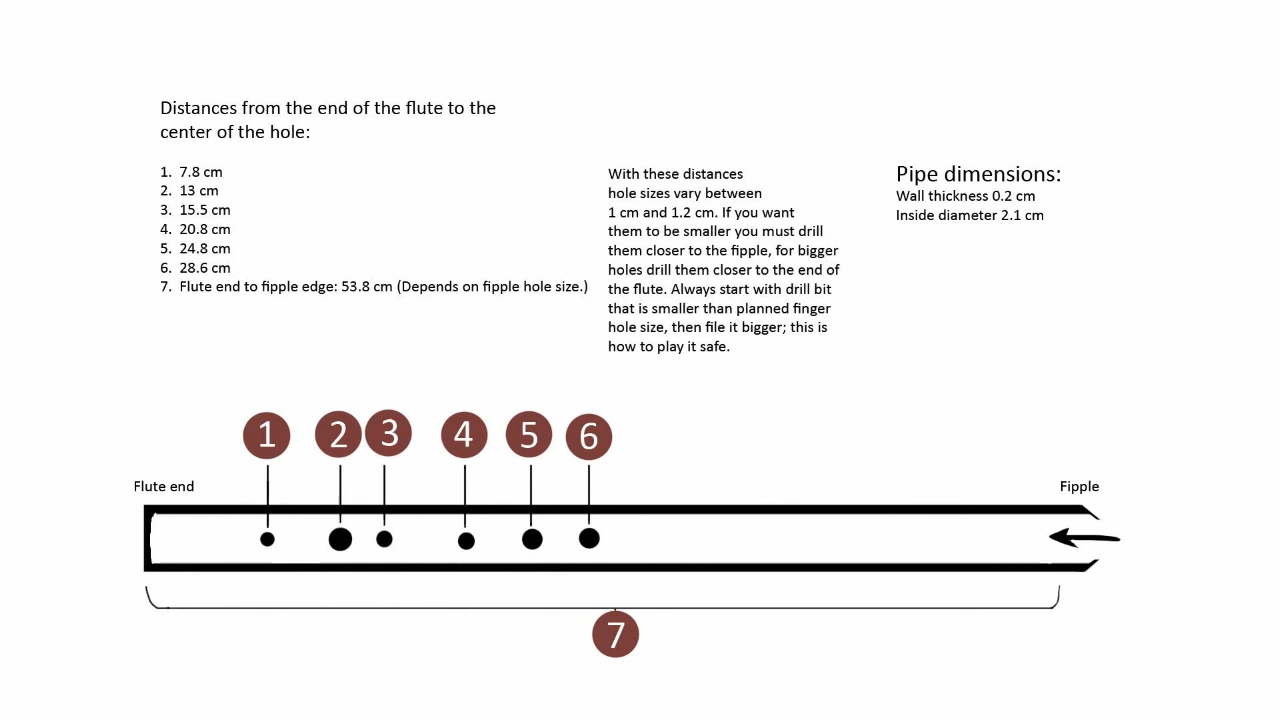 Distances from the end of the flute to the
center of the hole:
1. 7.8 cm
2. 13 cm
3. 15.5 cm
4. 20.8 cm
5. 24.8 cm
6. 28.6 cm
7. Flute end to fipple edge: 53.8 cm (Depends on fipple hole size.)
With these distances
hole sizes vary between
1 cm and 1.2 cm. If you want
them to be smaller you must drill
them closer to the fipple, for bigger
holes drill them closer to the end of
the flute. Always start with drill bit
that is smaller than planned finger
hole size, then file it bigger; this is
how to play it safe.
Pipe dimensions:
Wall thickness 0.2 cm
Inside diameter 2.1 cm
1 2 3 4 5 6
Flute end
Fipple
7